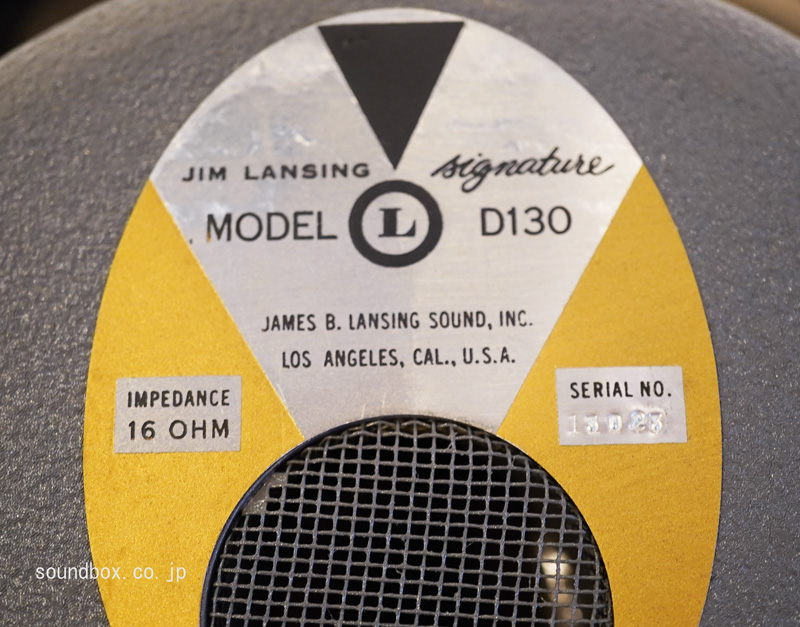 JIM LANSING signature
MODEL L D130
JAMES B. LANSING SOUND, INC.
LOS ANGELES, CAL., U.S.A.
IMPEDANCE
16 OHM
SERIAL NO.
soundbox.co.jp